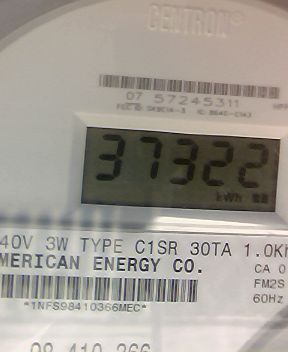 CENTRON®
07 57245311
37322
kWh
40V 3W TYPE C1SR 30TA 1.0Kh
MERICAN ENERGY CO.
CA 0
FM2S
60Hz
*1NFS98410366MEC*
98 410 366